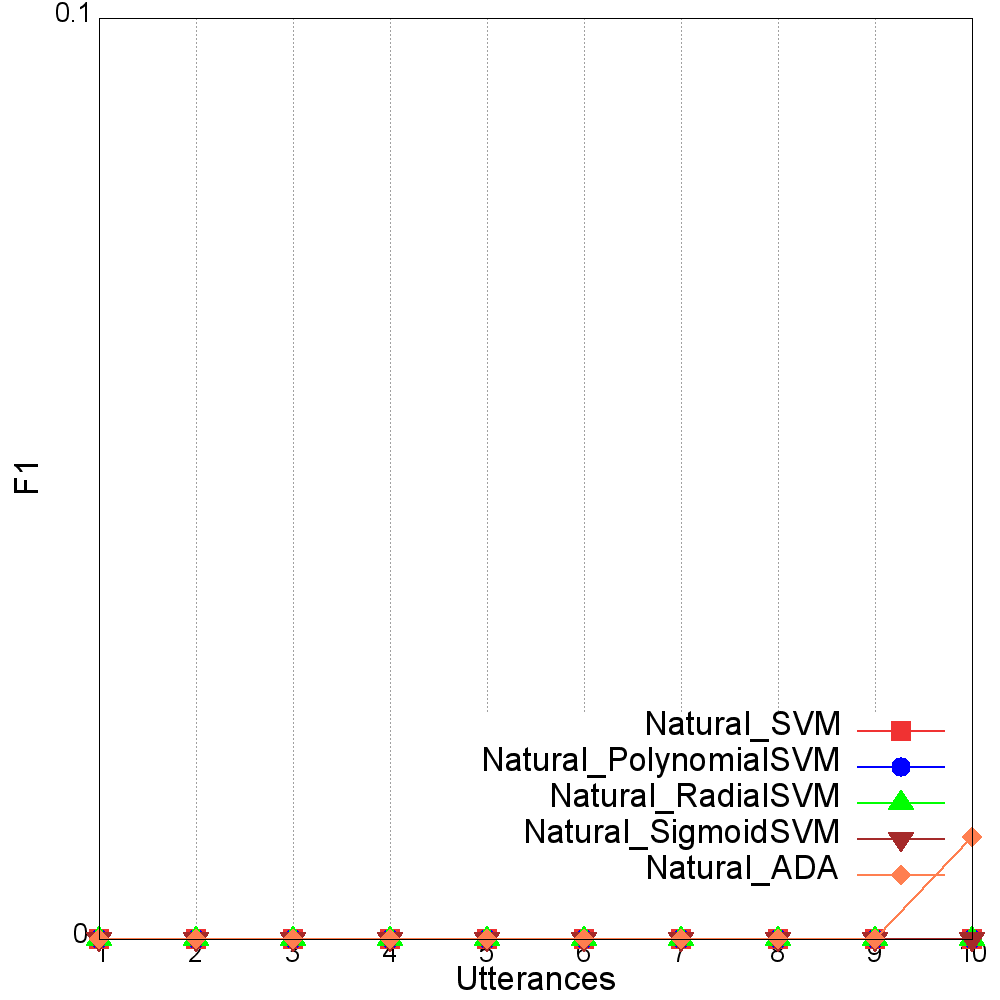 0.1
F1
Natural_SVM
Natural_PolynomialSVM
Natural_RadialSVM
Natural_SigmoidSVM
Natural_ADA
0
1 2 3 4 5 6 7 8 9 10
Utterances